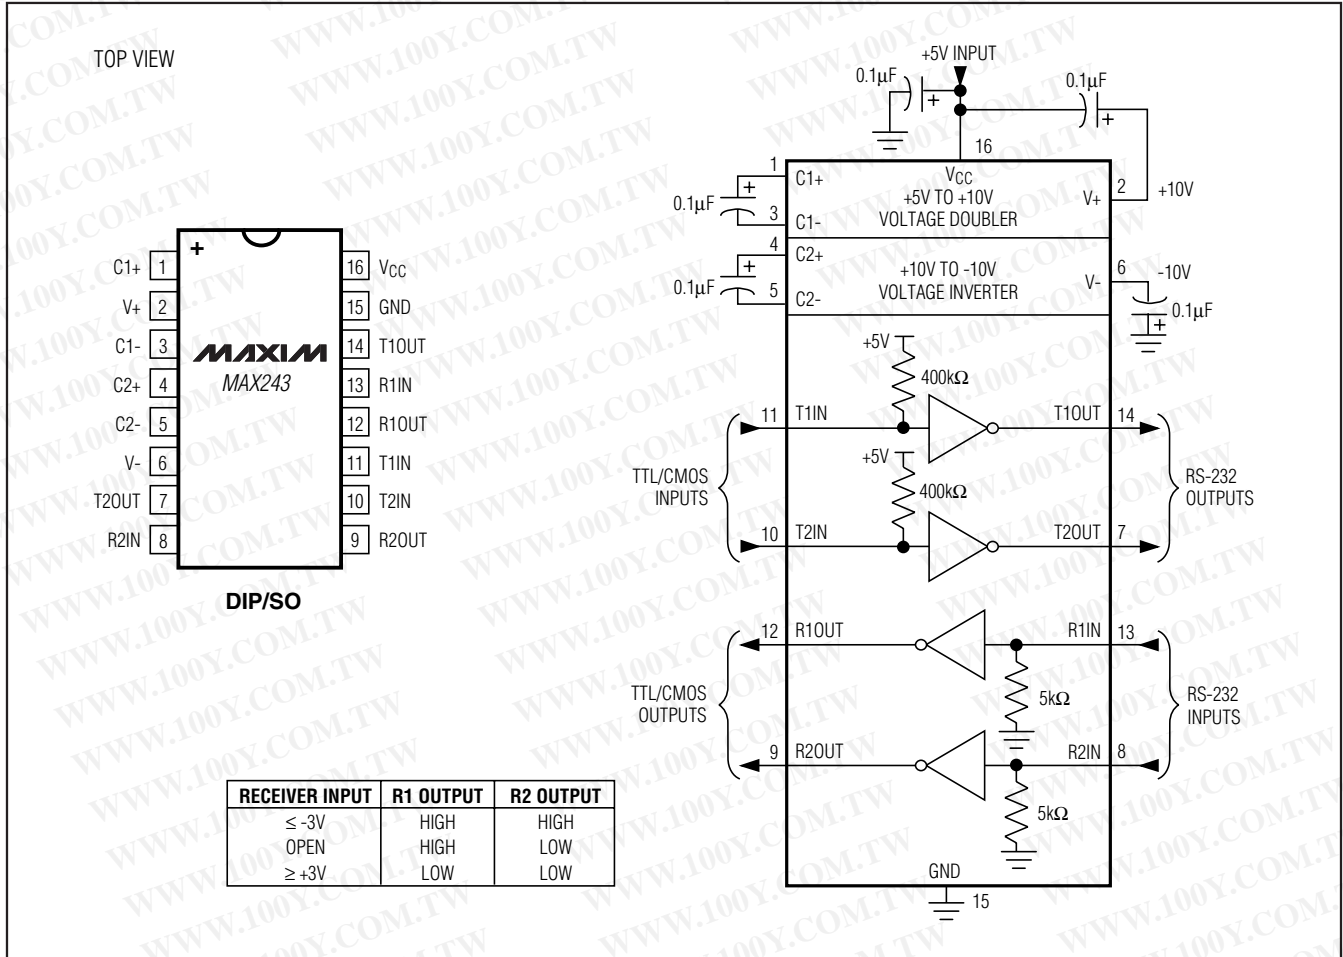 TOP VIEW
+
C1+ 1
V+ 2
C1- 3
C2+ 4
C2- 5
V- 6
T2OUT 7
R2IN 8
16 VCC
15 GND
14 T1OUT
13 R1IN
12 R1OUT
11 T1IN
10 T2IN
9 R2OUT
MAXIM
MAX243
DIP/SO
RECEIVER INPUT R1 OUTPUT R2 OUTPUT
≤ -3V HIGH HIGH
OPEN HIGH LOW
≥ +3V LOW LOW
+5V INPUT
0.1µF
+
0.1µF
+
16
VCC
+5V TO +10V
VOLTAGE DOUBLER
1 C1+
+
0.1µF
3 C1-
V+ 2 +10V
4 C2+
+
0.1µF
5 C2-
+10V TO -10V
VOLTAGE INVERTER
V- 6 -10V
0.1µF
+
+5V
400kΩ
11 T1IN
T1OUT 14
+5V
400kΩ
TTL/CMOS
INPUTS
RS-232
OUTPUTS
10 T2IN
T2OUT 7
12 R1OUT
R1IN 13
5kΩ
TTL/CMOS
OUTPUTS
RS-232
INPUTS
9 R2OUT
R2IN 8
5kΩ
GND
15
WWW.100Y.COM.TW